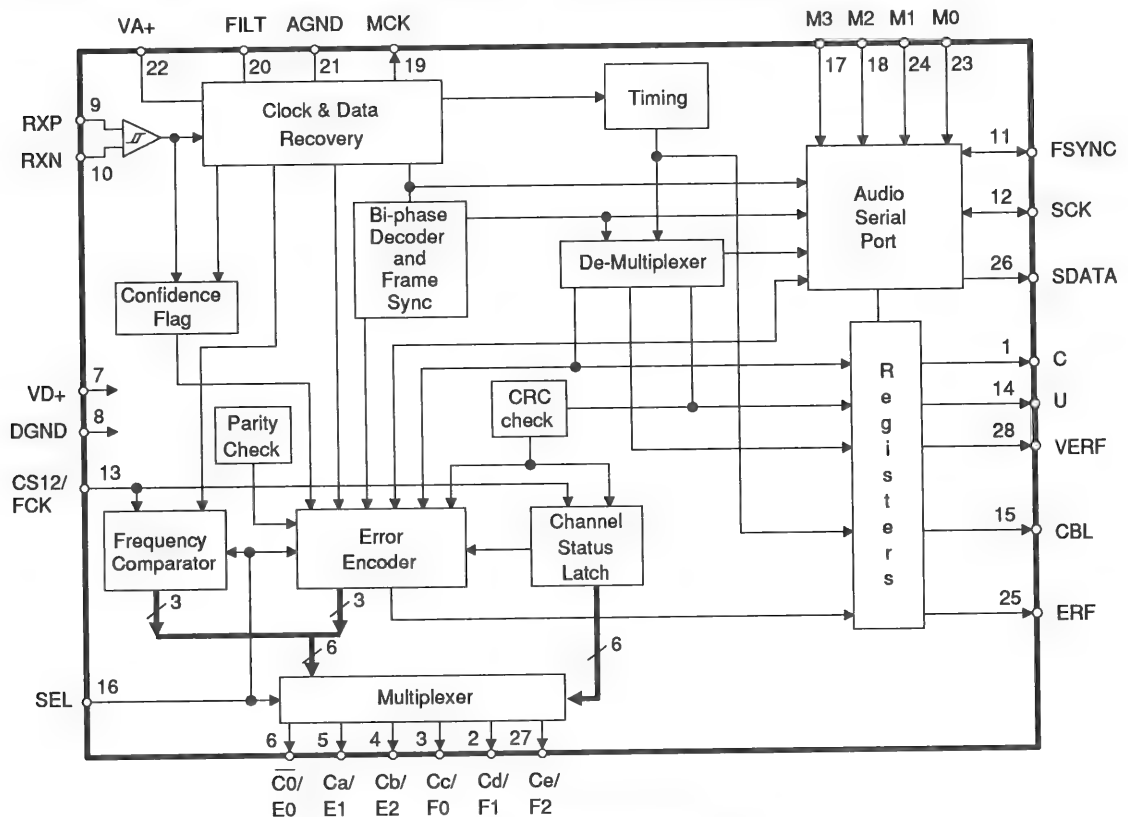 VA+ FILT AGND MCK M3 M2 M1 M0
22 20 21 19 17 18 24 23
Clock & Data
Recovery
Timing
RXP 9
RXN 10
11 FSYNC
12 SCK
26 SDATA
Audio
Serial
Port
Bi-phase
Decoder
and
Frame
Sync
De-Multiplexer
Confidence
Flag
VD+ 7
DGND 8
CS12/
FCK
13
Parity
Check
CRC
check
Registers
1 C
14 U
28 VERF
15 CBL
25 ERF
Frequency
Comparator
Error
Encoder
Channel
Status
Latch
3 3
6 6
SEL 16
Multiplexer
6 5 4 3 2 27
C̅0̅/ Ca/ Cb/ Cc/ Cd/ Ce/
E0 E1 E2 F0 F1 F2